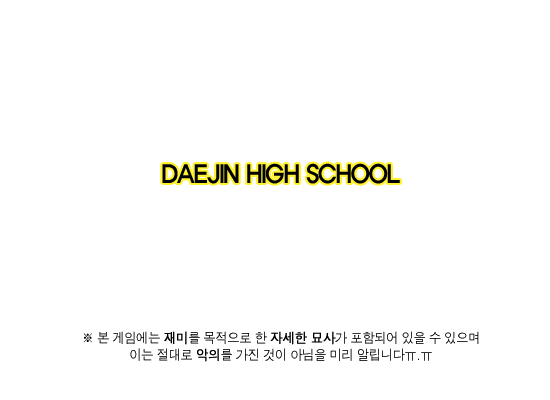 DAEJIN HIGH SCHOOL
※ 본 게임에는 재미를 목적으로 한 자세한 묘사가 포함되어 있을 수 있으며
이는 절대로 악의를 가진 것이 아님을 미리 알립니다ㅠ.ㅠ